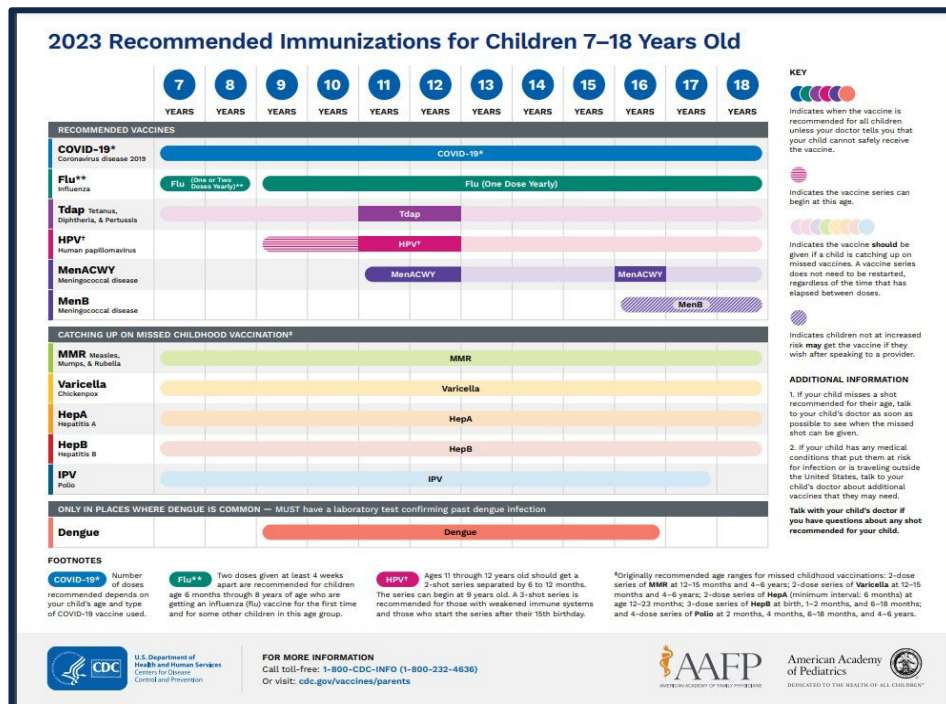 2023 Recommended Immunizations for Children 7–18 Years Old
7 8 9 10 11 12 13 14 15 16 17 18
YEARS YEARS YEARS YEARS YEARS YEARS YEARS YEARS YEARS YEARS YEARS YEARS
RECOMMENDED VACCINES
COVID-19*
Coronavirus disease 2019
COVID-19*
Flu**
Influenza
Flu (One or Two
Doses Yearly)**
Flu (One Dose Yearly)
Tdap Tetanus,
Diphtheria, & Pertussis
Tdap
HPV†
Human papillomavirus
HPV†
MenACWY
Meningococcal disease
MenACWY
MenACWY
MenB
Meningococcal disease
MenB
CATCHING UP ON MISSED CHILDHOOD VACCINATION‡
MMR Measles,
Mumps, & Rubella
MMR
Varicella
Chickenpox
Varicella
HepA
Hepatitis A
HepA
HepB
Hepatitis B
HepB
IPV
Polio
IPV
ONLY IN PLACES WHERE DENGUE IS COMMON — MUST have a laboratory test confirming past dengue infection
Dengue
Dengue
KEY
Indicates when the vaccine is
recommended for all children
unless your doctor tells you that
your child cannot safely receive
the vaccine.
Indicates the vaccine series can
begin at this age.
Indicates the vaccine should be
given if a child is catching up on
missed vaccines. A vaccine series
does not need to be restarted,
regardless of the time that has
elapsed between doses.
Indicates children not at increased
risk may get the vaccine if they
wish after speaking to a provider.
ADDITIONAL INFORMATION
1. If your child misses a shot
recommended for their age, talk
to your child's doctor as soon as
possible to see when the missed
shot can be given.
2. If your child has any medical
conditions that put them at risk
for infection or is traveling outside
the United States, talk to your
child's doctor about additional
vaccines that they may need.
Talk with your child's doctor if
you have questions about any shot
recommended for your child.
FOOTNOTES
COVID-19* Number
of doses
recommended depends on
your child's age and type
of COVID-19 vaccine used.
Flu** Two doses given at least 4 weeks
apart are recommended for children
age 6 months through 8 years of age who are
getting an influenza (flu) vaccine for the first time
and for some other children in this age group.
HPV† Ages 11 through 12 years old should get a
2-shot series separated by 6 to 12 months.
The series can begin at 9 years old. A 3-shot series is
recommended for those with weakened immune systems
and those who start the series after their 15th birthday.
‡Originally recommended age ranges for missed childhood vaccinations: 2-dose
series of MMR at 12–15 months and 4–6 years; 2-dose series of Varicella at 12–15
months and 4–6 years; 2-dose series of HepA (minimum interval: 6 months) at
age 12–23 months; 3-dose series of HepB at birth, 1–2 months, and 6–18 months;
and 4-dose series of Polio at 2 months, 4 months, 6–18 months, and 4–6 years.
CDC
U.S. Department of
Health and Human Services
Centers for Disease
Control and Prevention
FOR MORE INFORMATION
Call toll-free: 1-800-CDC-INFO (1-800-232-4636)
Or visit: cdc.gov/vaccines/parents
AAFP
AMERICAN ACADEMY OF FAMILY PHYSICIANS
American Academy
of Pediatrics
DEDICATED TO THE HEALTH OF ALL CHILDREN™